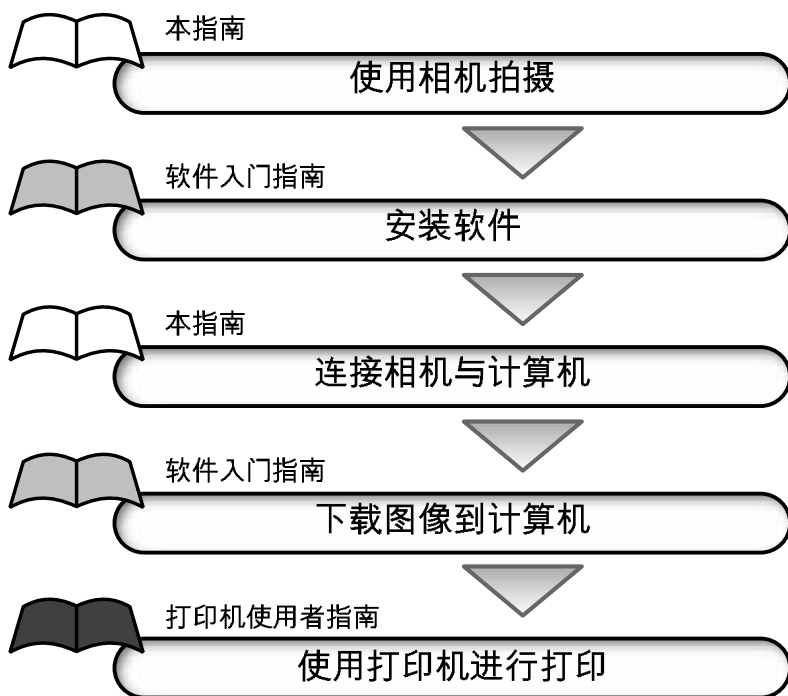 本指南
使用相机拍摄
软件入门指南
安装软件
本指南
连接相机与计算机
软件入门指南
下载图像到计算机
打印机使用者指南
使用打印机进行打印